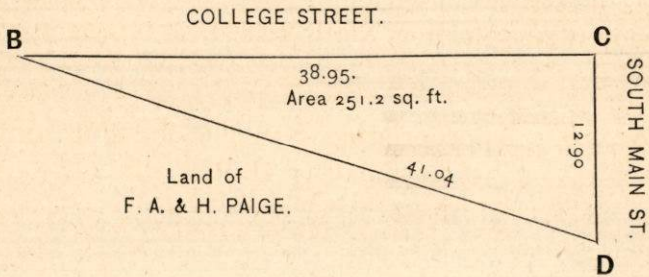 COLLEGE STREET.
B
C
38.95.
Area 251.2 sq. ft.
SOUTH MAIN ST.
12.90
41.04
Land of
F. A. & H. PAIGE.
D